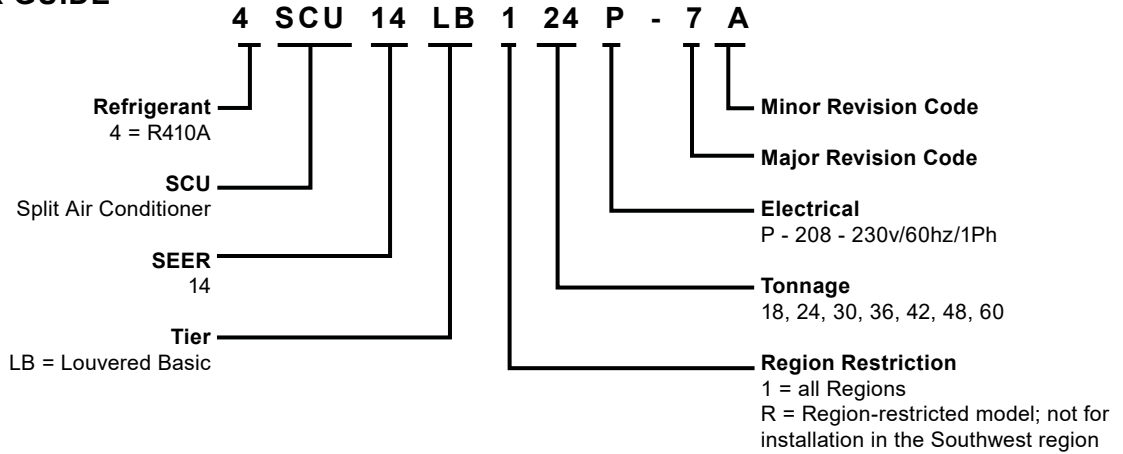 GUIDE
4 SCU 14 LB 1 24 P - 7 A
Refrigerant
4 = R410A
SCU
Split Air Conditioner
SEER
14
Tier
LB = Louvered Basic
Minor Revision Code
Major Revision Code
Electrical
P - 208 - 230v/60hz/1Ph
Tonnage
18, 24, 30, 36, 42, 48, 60
Region Restriction
1 = all Regions
R = Region-restricted model; not for
installation in the Southwest region